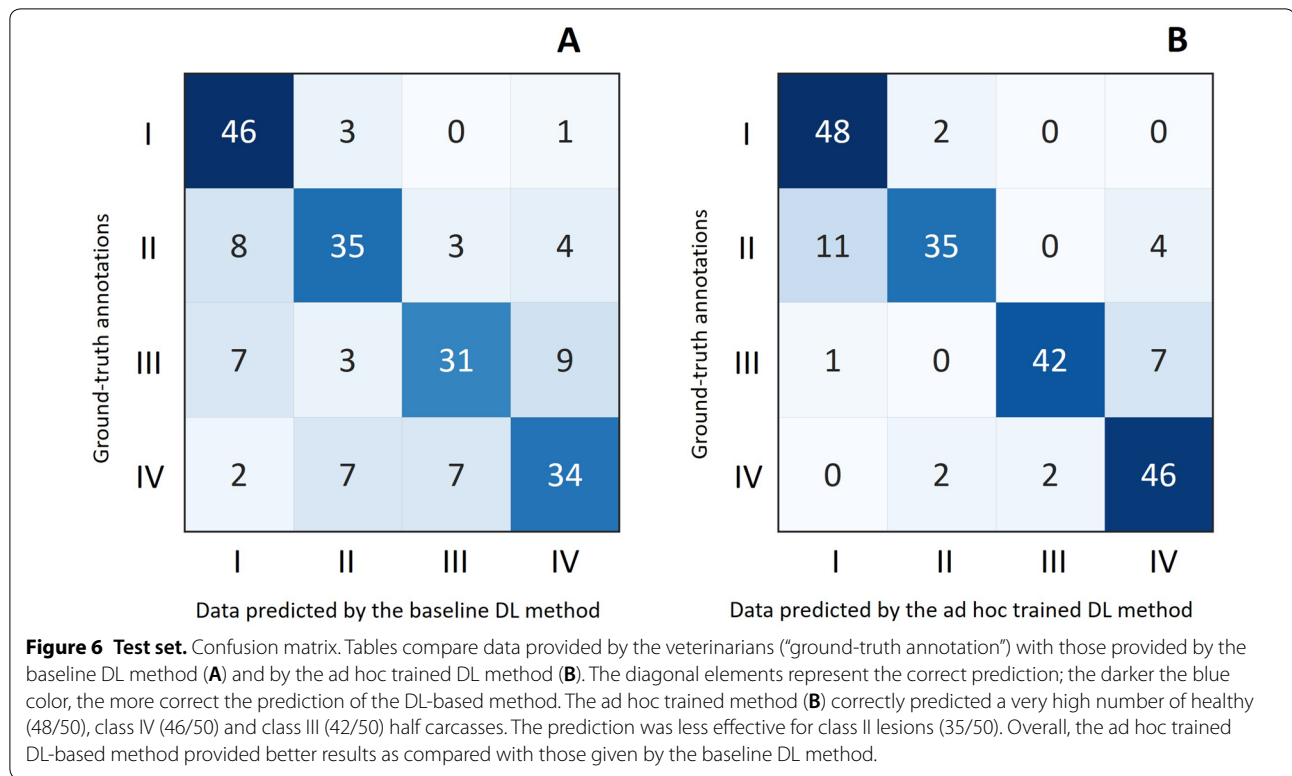 A
B
Ground-truth annotations
I 46 3 0 1
II 8 35 3 4
III 7 3 31 9
IV 2 7 7 34
I II III IV
Data predicted by the baseline DL method
Ground-truth annotations
I 48 2 0 0
II 11 35 0 4
III 1 0 42 7
IV 0 2 2 46
I II III IV
Data predicted by the ad hoc trained DL method
Figure 6 Test set. Confusion matrix. Tables compare data provided by the veterinarians (“ground-truth annotation”) with those provided by the
baseline DL method (A) and by the ad hoc trained DL method (B). The diagonal elements represent the correct prediction; the darker the blue
color, the more correct the prediction of the DL-based method. The ad hoc trained method (B) correctly predicted a very high number of healthy
(48/50), class IV (46/50) and class III (42/50) half carcasses. The prediction was less effective for class II lesions (35/50). Overall, the ad hoc trained
DL-based method provided better results as compared with those given by the baseline DL method.